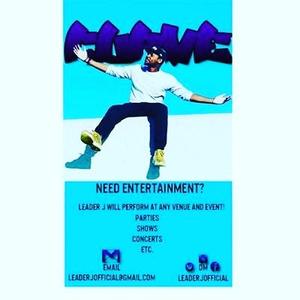 NEED ENTERTAINMENT?
LEADER J WILL PERFORM AT ANY VENUE AND EVENT!
PARTIES
SHOWS
CONCERTS
ETC.
EMAIL
DM
LEADERJOFFICIAL@GMAIL.COM
LEADERJOFFICIAL